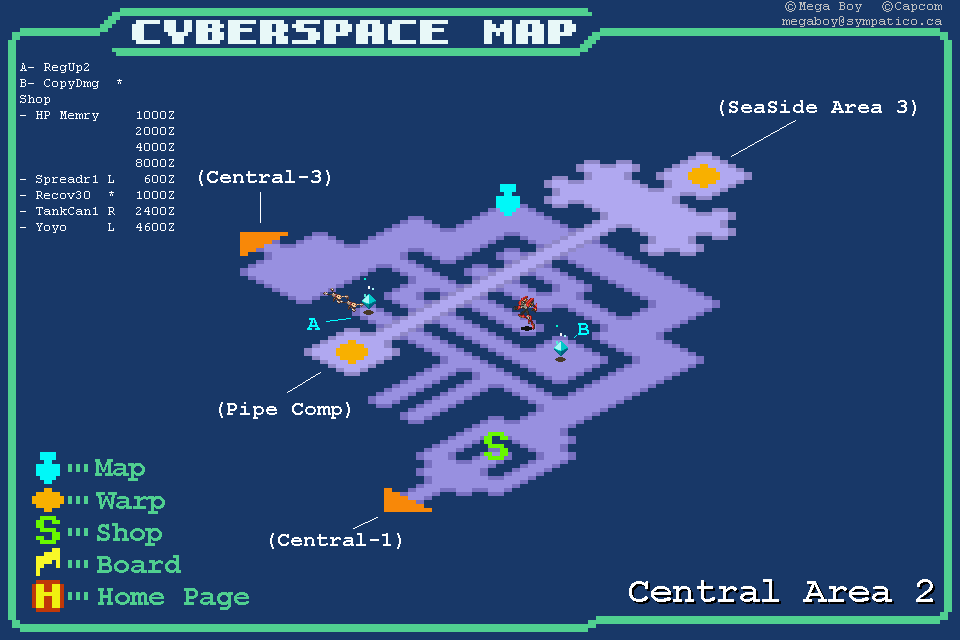 ©Mega Boy ©Capcom
megaboy@sympatico.ca
CYBERSPACE MAP
A- RegUp2
B- CopyDmg *
Shop
- HP Memry 1000Z
2000Z
4000Z
8000Z
- Spreadr1 L 600Z
- Recov30 * 1000Z
- TankCan1 R 2400Z
- Yoyo L 4600Z
(SeaSide Area 3)
(Central-3)
A
B
(Pipe Comp)
S
(Central-1)
Map
Warp
S Shop
Board
H Home Page
Central Area 2